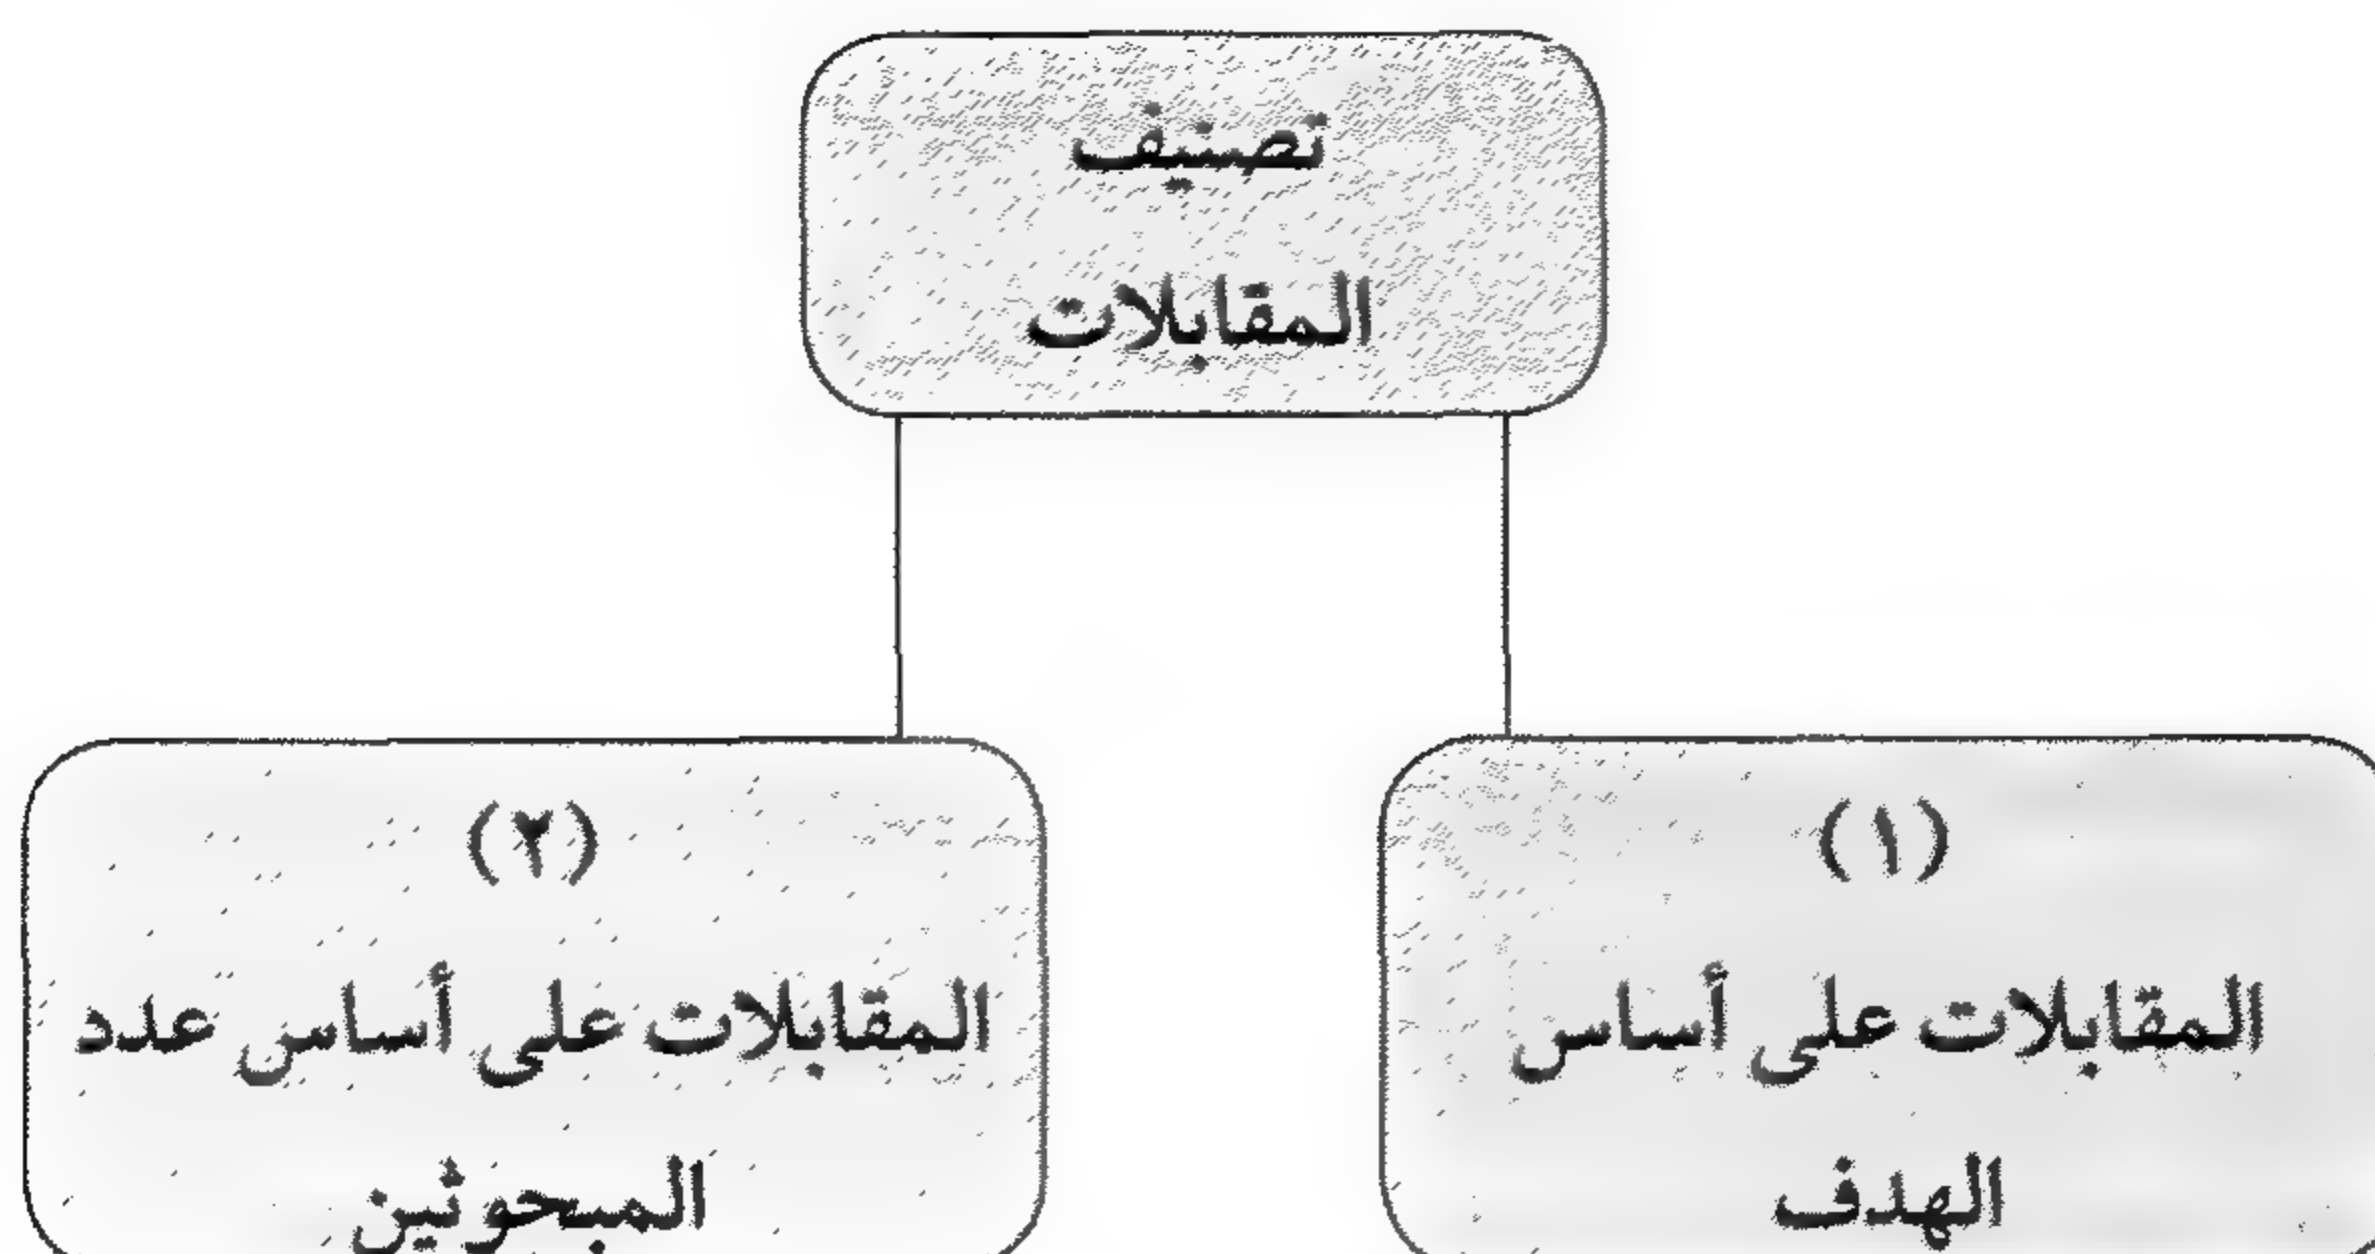 تصنيف
المقابلات
(١)
المقابلات على أساس
الهدف
(٢)
المقابلات على أساس عدد
المبحوثين